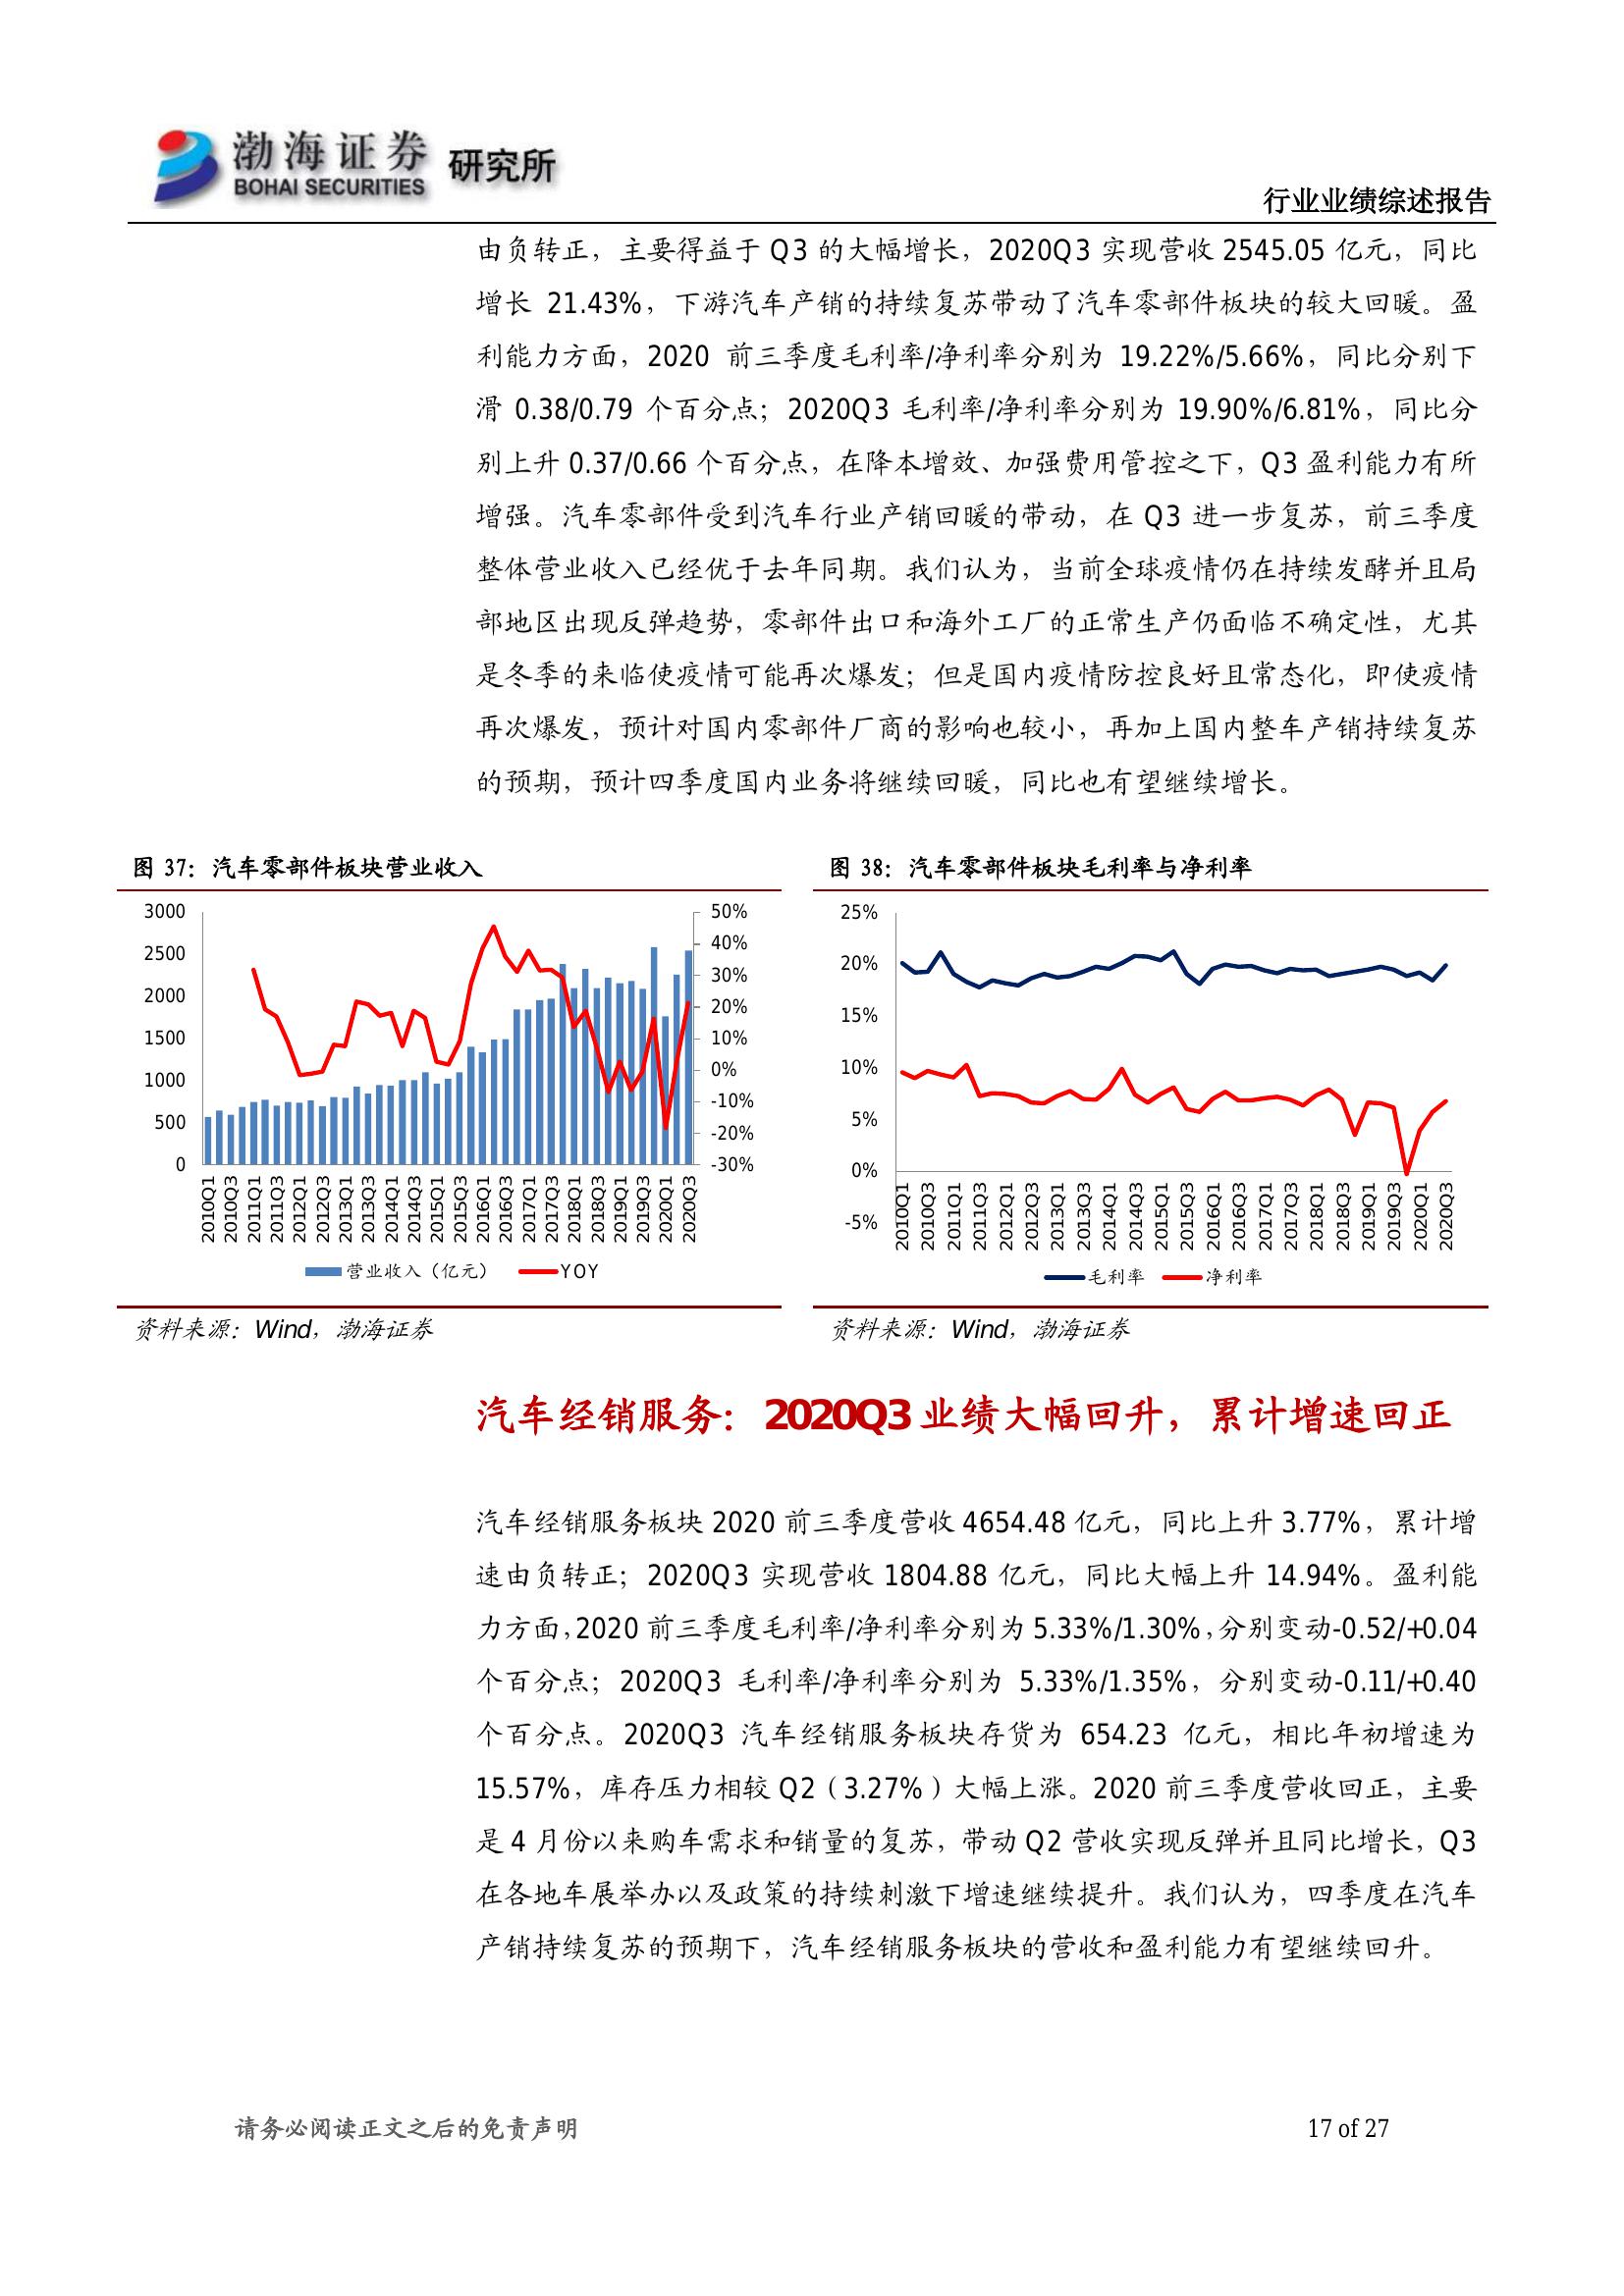 渤海证券 研究所
BOHAI SECURITIES
行业业绩综述报告
由负转正，主要得益于 Q3 的大幅增长，2020Q3 实现营收 2545.05 亿元，同比
增长 21.43%，下游汽车产销的持续复苏带动了汽车零部件板块的较大回暖。盈
利能力方面，2020 前三季度毛利率/净利率分别为 19.22%/5.66%，同比分别下
滑 0.38/0.79 个百分点；2020Q3 毛利率/净利率分别为 19.90%/6.81%，同比分
别上升 0.37/0.66 个百分点，在降本增效、加强费用管控之下，Q3 盈利能力有所
增强。汽车零部件受到汽车行业产销回暖的带动，在 Q3 进一步复苏，前三季度
整体营业收入已经优于去年同期。我们认为，当前全球疫情仍在持续发酵并且局
部地区出现反弹趋势，零部件出口和海外工厂的正常生产仍面临不确定性，尤其
是冬季的来临使疫情可能再次爆发；但是国内疫情防控良好且常态化，即使疫情
再次爆发，预计对国内零部件厂商的影响也较小，再加上国内整车产销持续复苏
的预期，预计四季度国内业务将继续回暖，同比也有望继续增长。
图 37：汽车零部件板块营业收入
3000
2500
2000
1500
1000
500
0
50%
40%
30%
20%
10%
0%
-10%
-20%
-30%
2010Q1
2010Q3
2011Q1
2011Q3
2012Q1
2012Q3
2013Q1
2013Q3
2014Q1
2014Q3
2015Q1
2015Q3
2016Q1
2016Q3
2017Q1
2017Q3
2018Q1
2018Q3
2019Q1
2019Q3
2020Q1
2020Q3
营业收入（亿元） YOY
资料来源：Wind，渤海证券
图 38：汽车零部件板块毛利率与净利率
25%
20%
15%
10%
5%
0%
-5%
2010Q1
2010Q3
2011Q1
2011Q3
2012Q1
2012Q3
2013Q1
2013Q3
2014Q1
2014Q3
2015Q1
2015Q3
2016Q1
2016Q3
2017Q1
2017Q3
2018Q1
2018Q3
2019Q1
2019Q3
2020Q1
2020Q3
毛利率 净利率
资料来源：Wind，渤海证券
汽车经销服务：2020Q3 业绩大幅回升，累计增速回正
汽车经销服务板块 2020 前三季度营收 4654.48 亿元，同比上升 3.77%，累计增
速由负转正；2020Q3 实现营收 1804.88 亿元，同比大幅上升 14.94%。盈利能
力方面，2020 前三季度毛利率/净利率分别为 5.33%/1.30%，分别变动-0.52/+0.04
个百分点；2020Q3 毛利率/净利率分别为 5.33%/1.35%，分别变动-0.11/+0.40
个百分点。2020Q3 汽车经销服务板块存货为 654.23 亿元，相比年初增速为
15.57%，库存压力相较 Q2（3.27%）大幅上涨。2020 前三季度营收回正，主要
是 4 月份以来购车需求和销量的复苏，带动 Q2 营收实现反弹并且同比增长，Q3
在各地车展举办以及政策的持续刺激下增速继续提升。我们认为，四季度在汽车
产销持续复苏的预期下，汽车经销服务板块的营收和盈利能力有望继续回升。
请务必阅读正文之后的免责声明
17 of 27